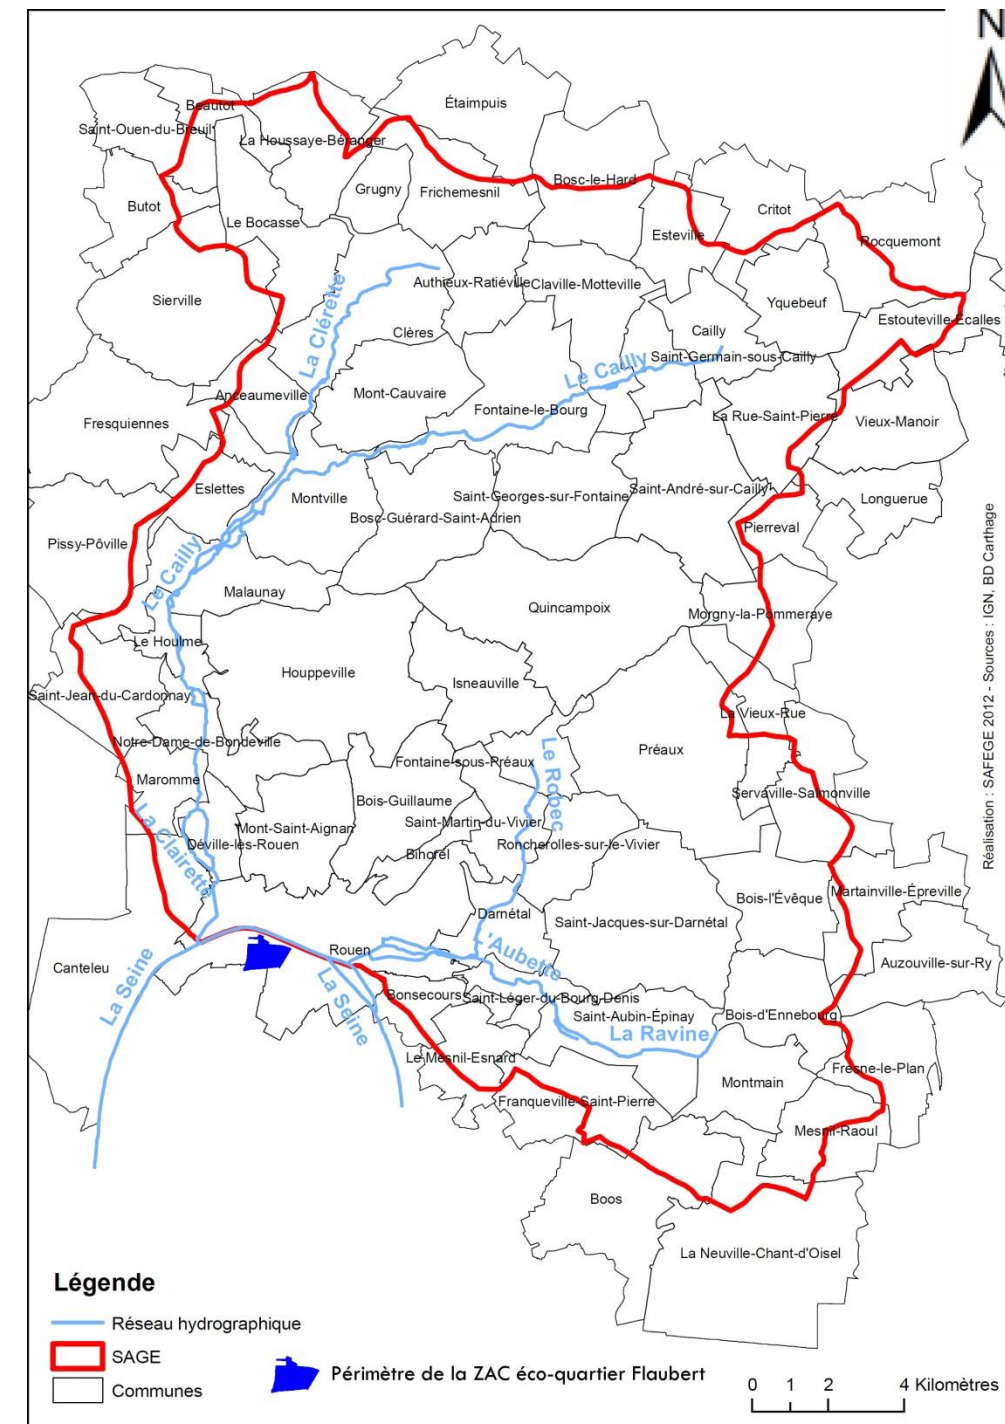 N
Étaimpuis
Beautot
Saint-Ouen-du-Breuil
La Houssaye-Béranger
Bosc-le-Hard
Grugny
Frichemesnil
Butot
Critot
Le Bocasse
Esteville
Rocquemont
Sierville
Authieux-Ratiéville
Claville-Motteville
Yquebeuf
La Clérette
Estouteville-Écalles
Clères
Cailly
Saint-Germain-sous-Cailly
Le Cailly
Anceaumeville
Mont-Cauvaire
Fontaine-le-Bourg
La Rue-Saint-Pierre
Fresquiennes
Vieux-Manoir
Eslettes
Montville
Saint-Georges-sur-Fontaine
Saint-André-sur-Cailly
Longuerue
Bosc-Guérard-Saint-Adrien
Pierreval
Pissy-Pôville
Le Cailly
Malaunay
Quincampoix
Morgny-la-Pommeraye
Le Houlme
Houppeville
Isneauville
Saint-Jean-du-Cardonnay
La Vieux-Rue
Notre-Dame-de-Bondeville
Préaux
Le
Fontaine-sous-Préaux
Le Robec
Maromme
Servaville-Salmonville
Bois-Guillaume
Saint-Martin-du-Vivier
Mont-Saint-Aignan
La Clairette
Déville-lès-Rouen
Bihorel
Roncherolles-sur-le-Vivier
Bois-l'Évêque
Martainville-Épreville
Darnétal
Saint-Jacques-sur-Darnétal
Rouen
L'Aubette
Canteleu
Auzouville-sur-Ry
La Seine
La Seine
Bonsecours
Saint-Léger-du-Bourg-Denis
Saint-Aubin-Épinay
Bois-d'Ennebourg
La Ravine
Le Mesnil-Esnard
Fresne-le-Plan
Montmain
Franqueville-Saint-Pierre
Mesnil-Raoul
Boos
La Neuville-Chant-d'Oisel
Réalisation : SAFEGE 2012 - Sources : IGN, BD Carthage
Légende
Réseau hydrographique
SAGE
Communes
Périmètre de la ZAC éco-quartier Flaubert
0 1 2 4 Kilomètres